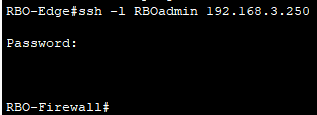 RBO-Edge#ssh -l RBOadmin 192.168.3.250
Password:
RBO-Firewall#